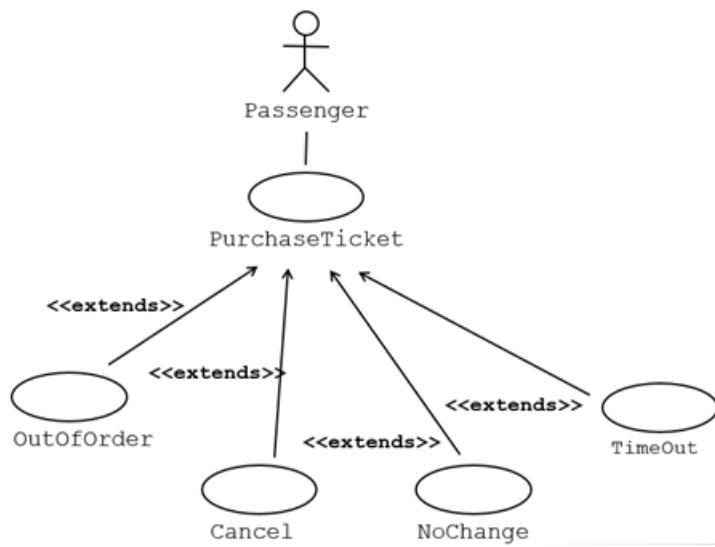 Passenger
PurchaseTicket
<<extends>>
<<extends>>
<<extends>>
<<extends>>
OutOfOrder
TimeOut
Cancel
NoChange